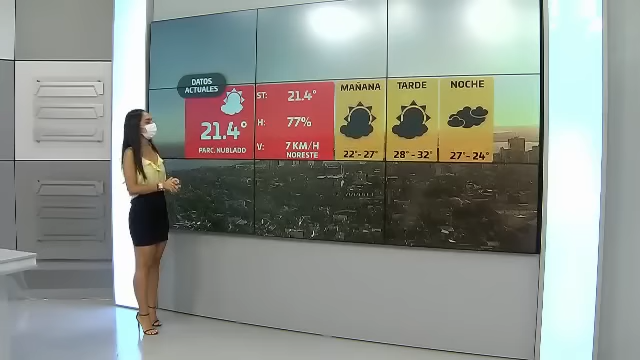 DATOS
ACTUALES
21.4°
PARC. NUBLADO
ST: 21.4°
H: 77%
V: 7 KM/H
NORESTE
MAÑANA
22°- 27°
TARDE
28° - 32°
NOCHE
27°- 24°